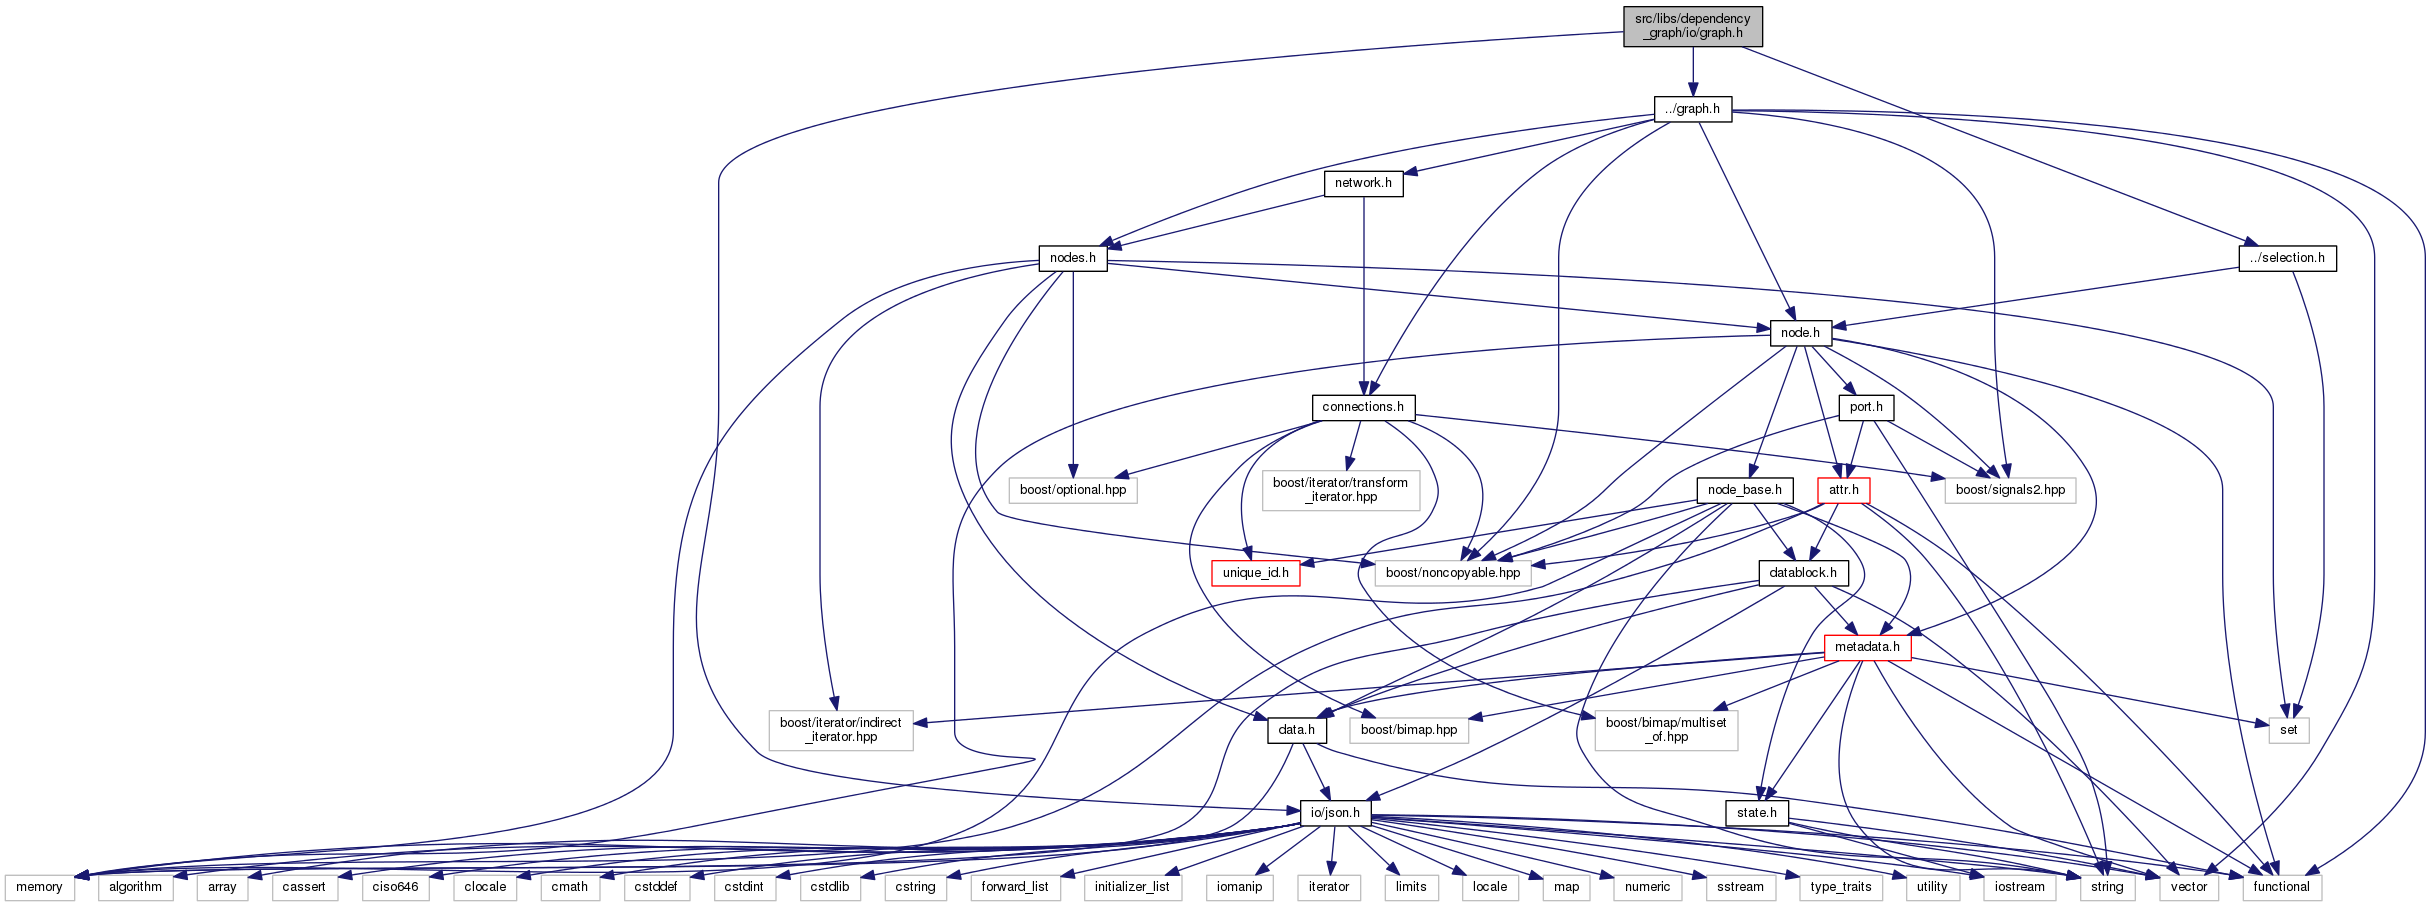 src/libs/dependency
_graph/io/graph.h
../graph.h
network.h
nodes.h
../selection.h
node.h
connections.h
port.h
boost/optional.hpp
boost/iterator/transform
_iterator.hpp
node_base.h
attr.h
boost/signals2.hpp
unique_id.h
boost/noncopyable.hpp
datablock.h
metadata.h
boost/iterator/indirect
_iterator.hpp
data.h
boost/bimap.hpp
boost/bimap/multiset
_of.hpp
set
io/json.h
state.h
memory
algorithm
array
cassert
ciso646
clocale
cmath
cstddef
cstdint
cstdlib
cstring
forward_list
initializer_list
iomanip
iterator
limits
locale
map
numeric
sstream
type_traits
utility
iostream
string
vector
functional